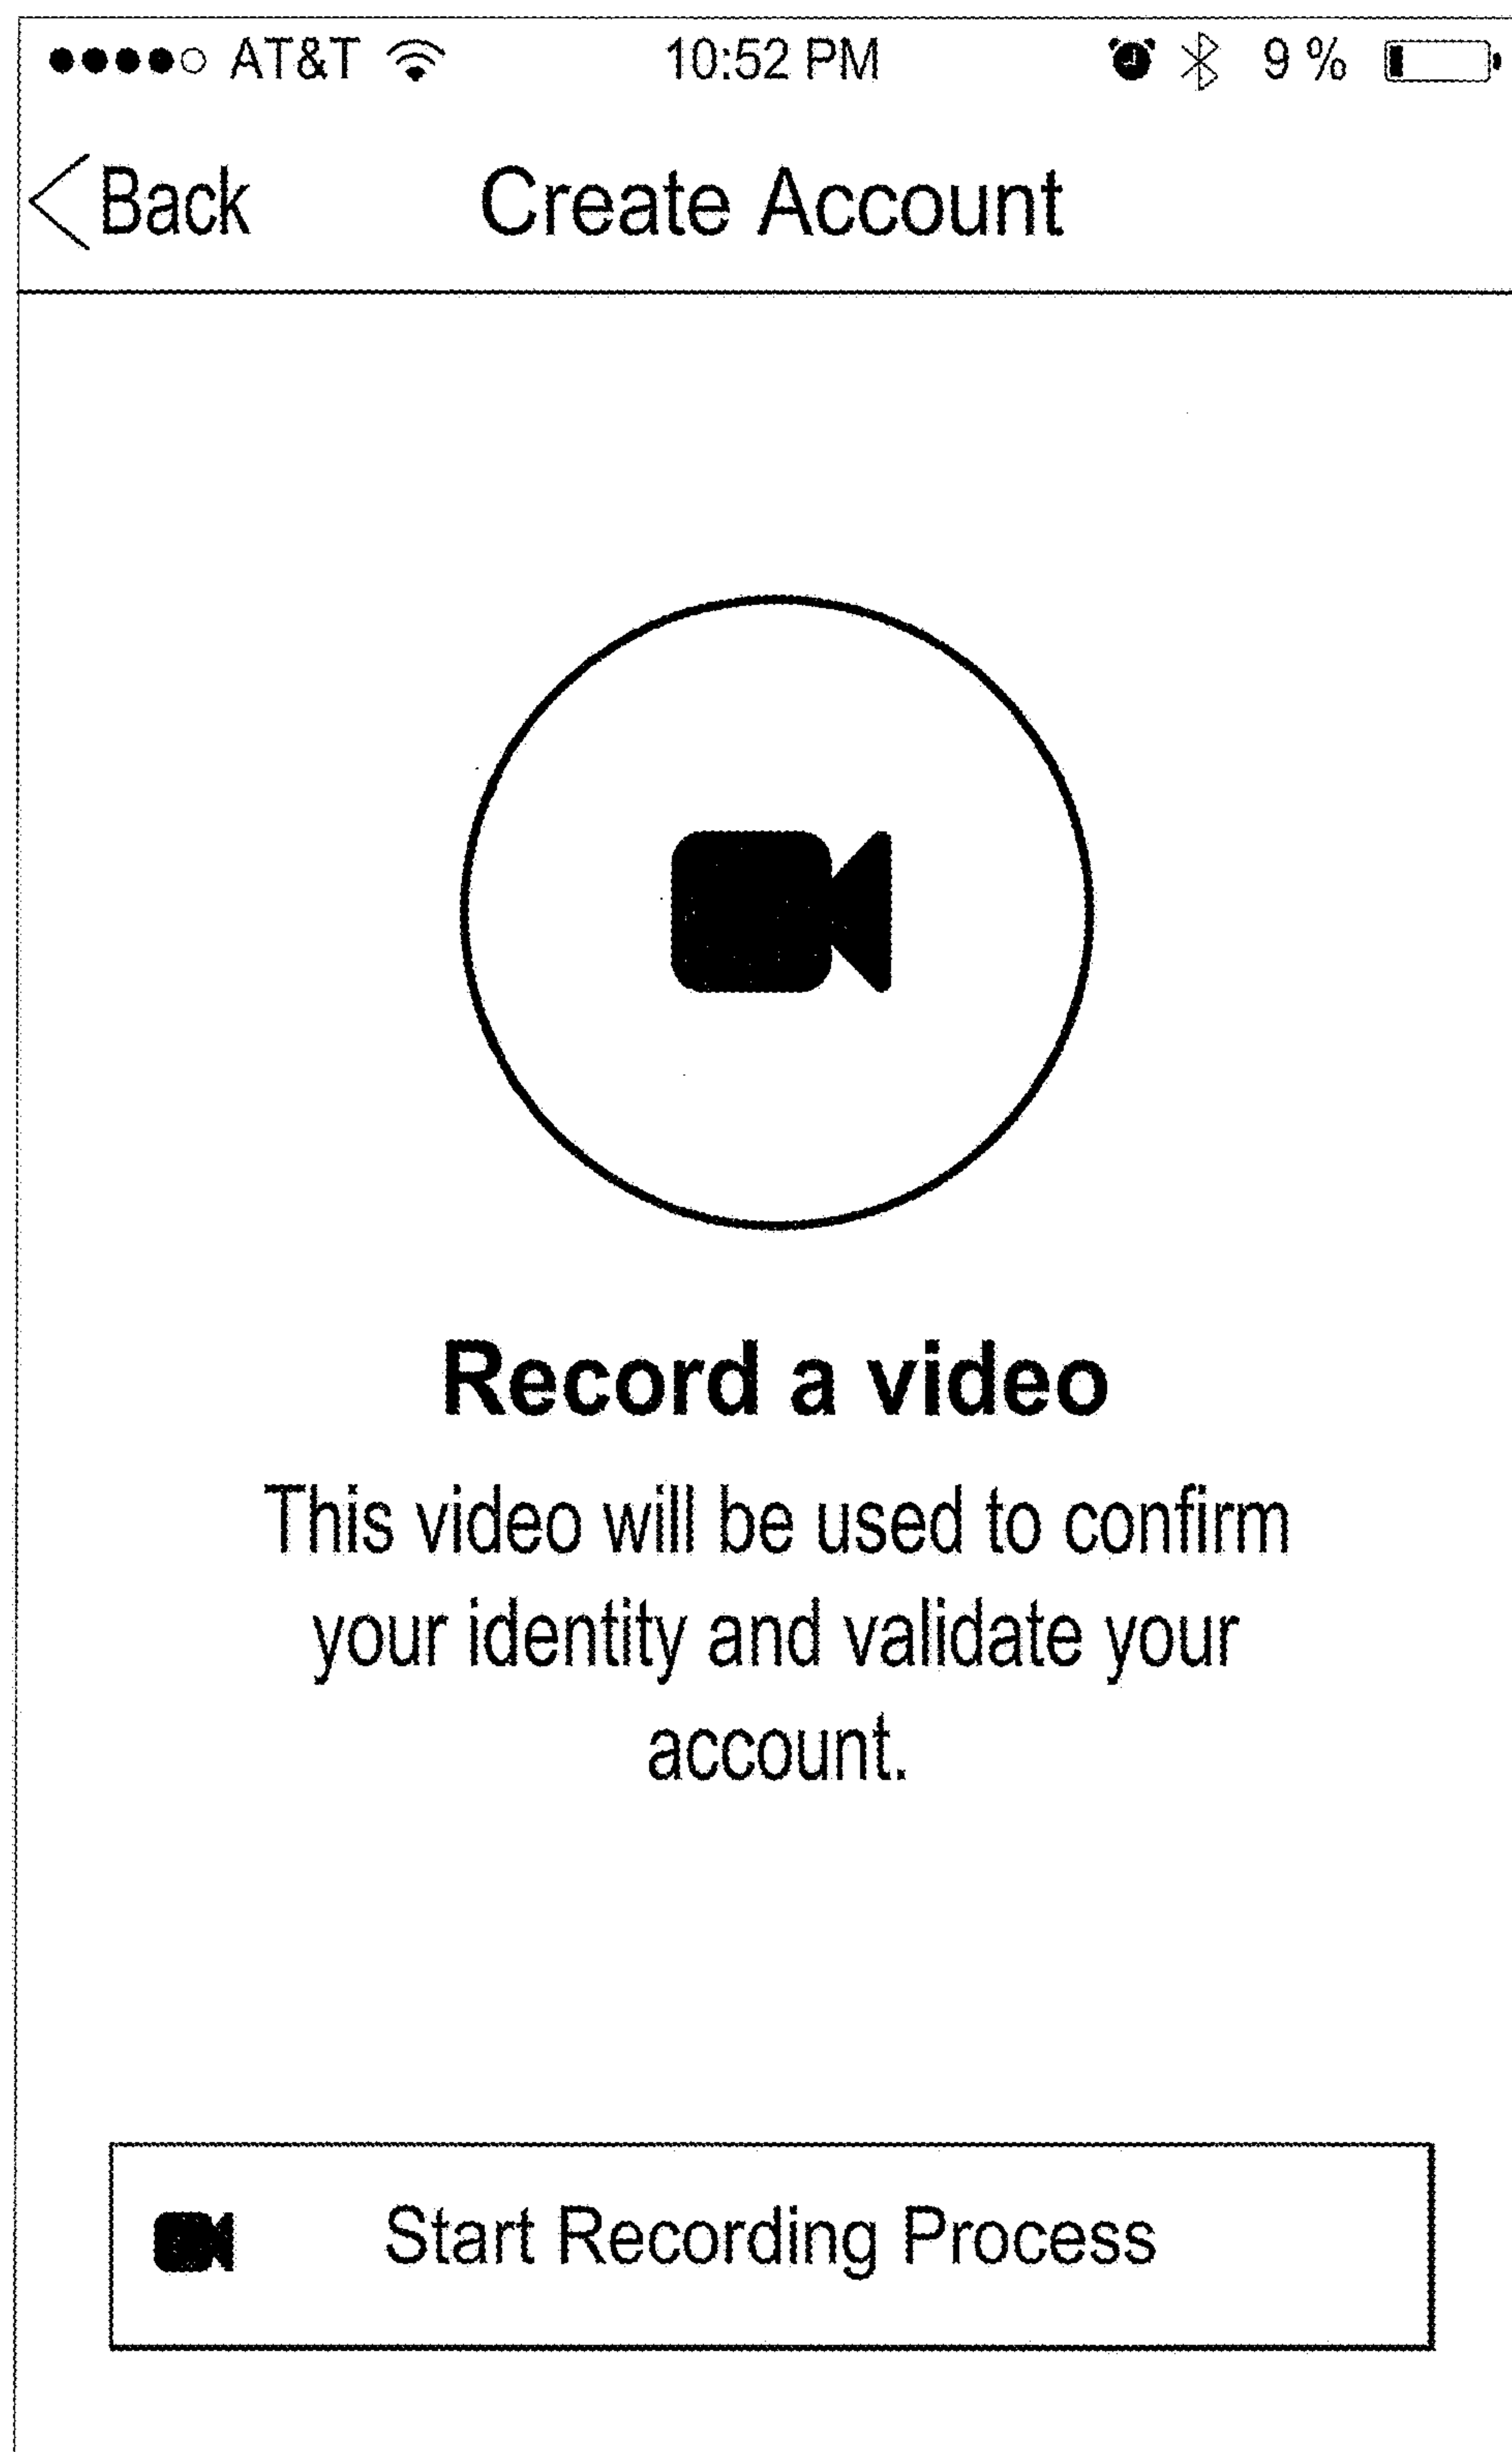 AT&T 10:52 PM 9 %
Back Create Account
Record a video
This video will be used to confirm
your identity and validate your
account.
Start Recording Process